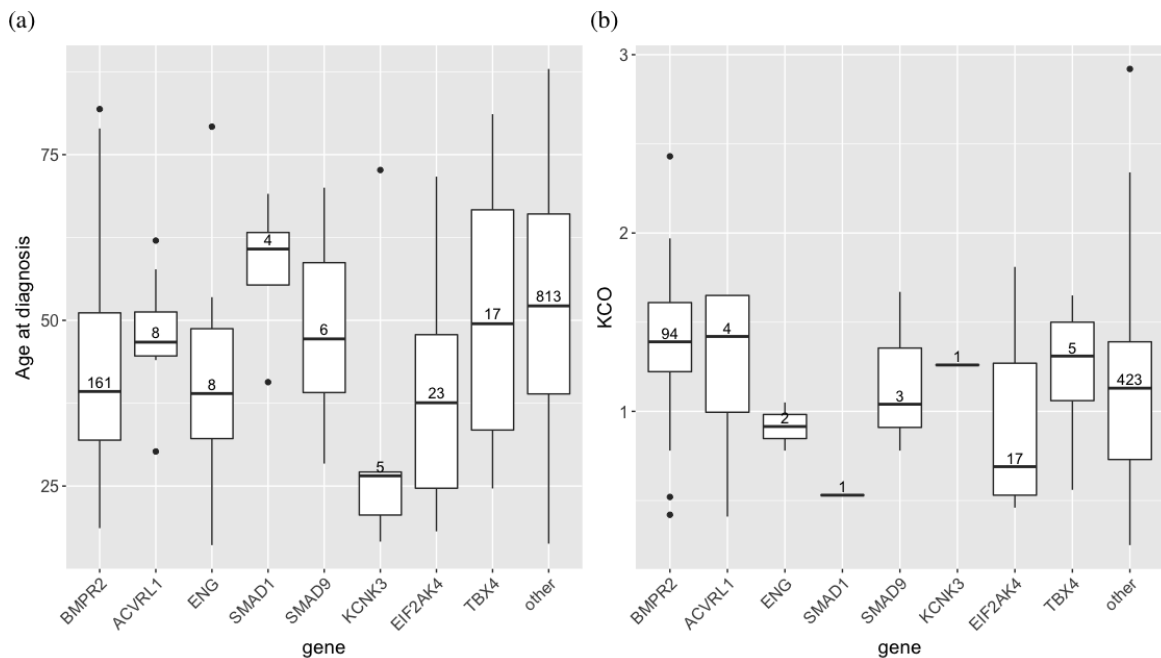 (a)
(b)
Age at diagnosis
75
50
25
161
8
8
4
6
5
23
17
813
BMPR2
ACVRL1
ENG
SMAD1
SMAD9
KCNK3
EIF2AK4
TBX4
other
gene
KCO
3
2
1
94
4
2
1
3
1
17
5
423
BMPR2
ACVRL1
ENG
SMAD1
SMAD9
KCNK3
EIF2AK4
TBX4
other
gene